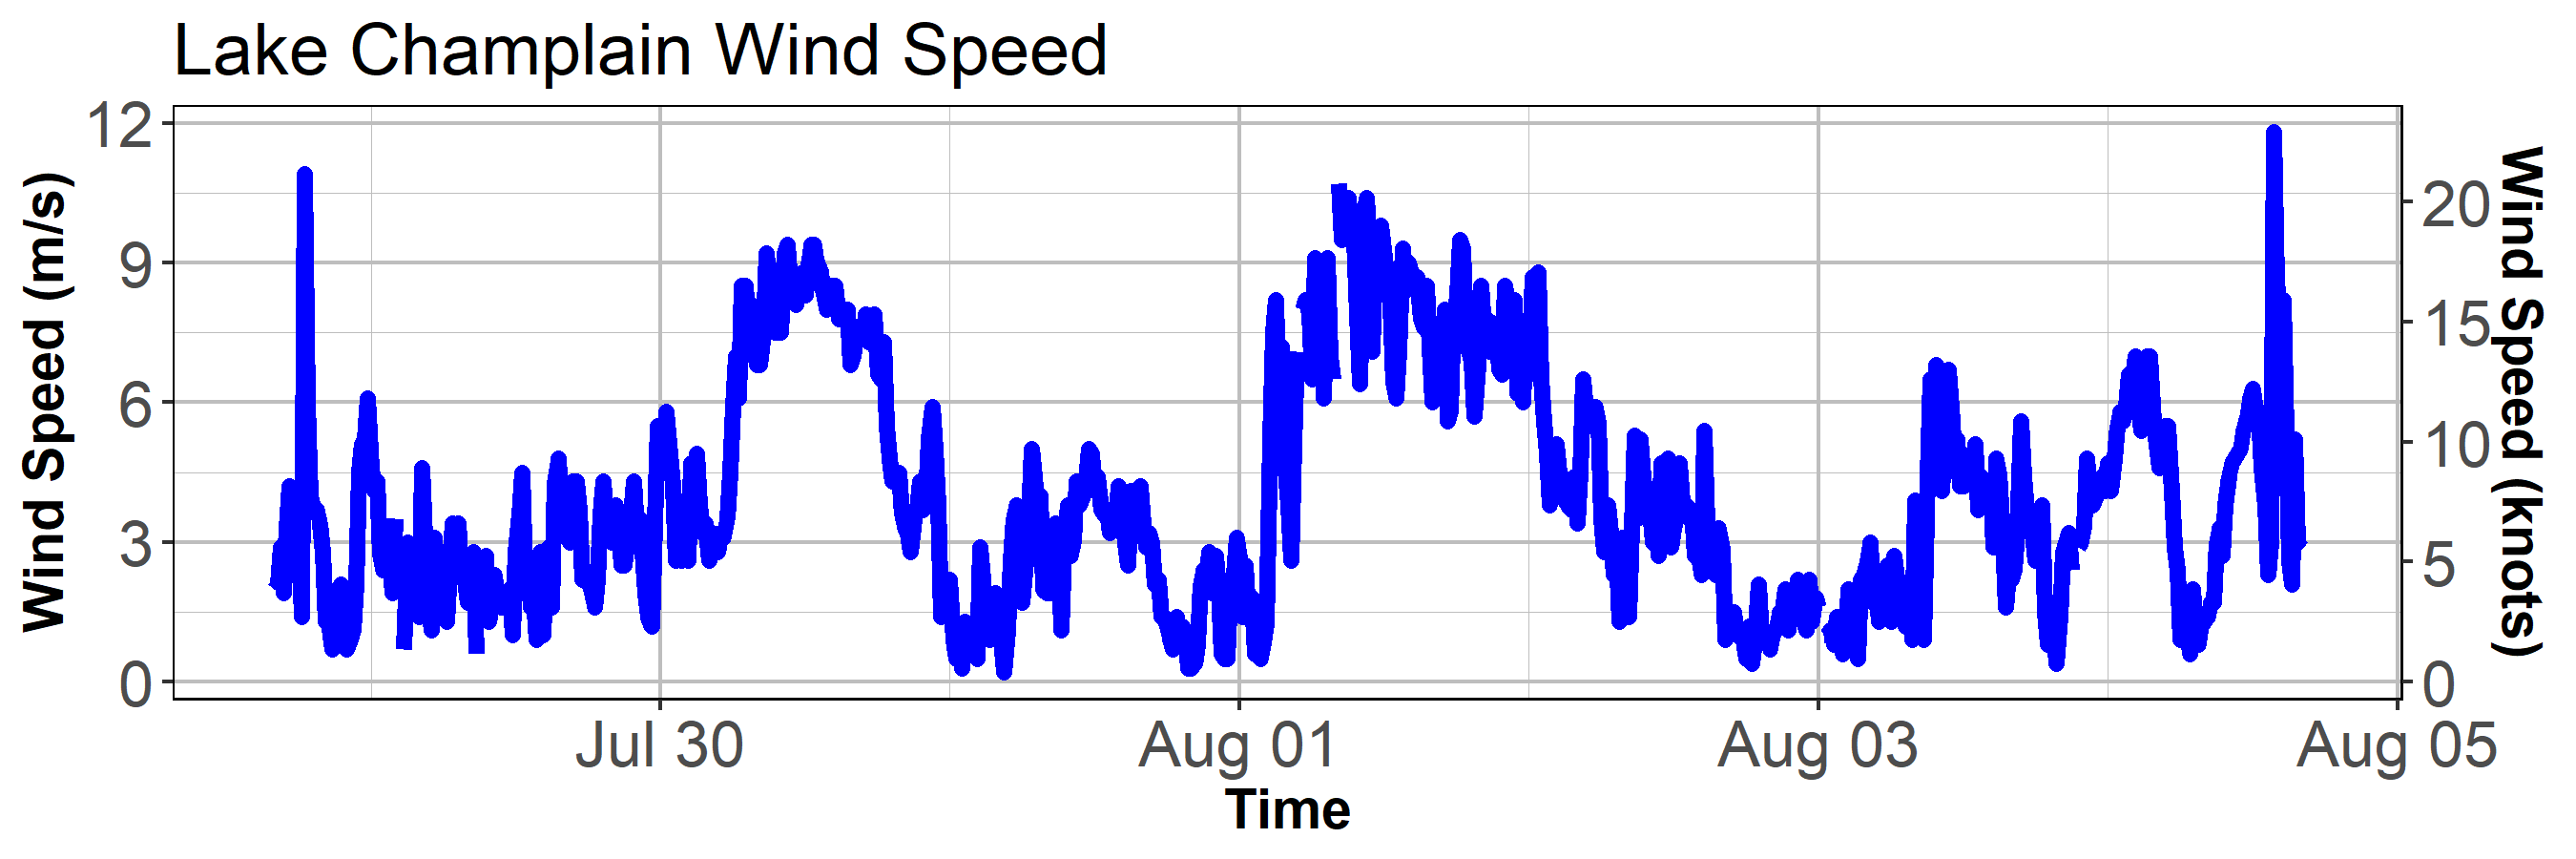 Lake Champlain Wind Speed
Wind Speed (m/s)
12
9
6
3
0
20
15
10
5
0
Wind Speed (knots)
Jul 30
Aug 01
Aug 03
Aug 05
Time